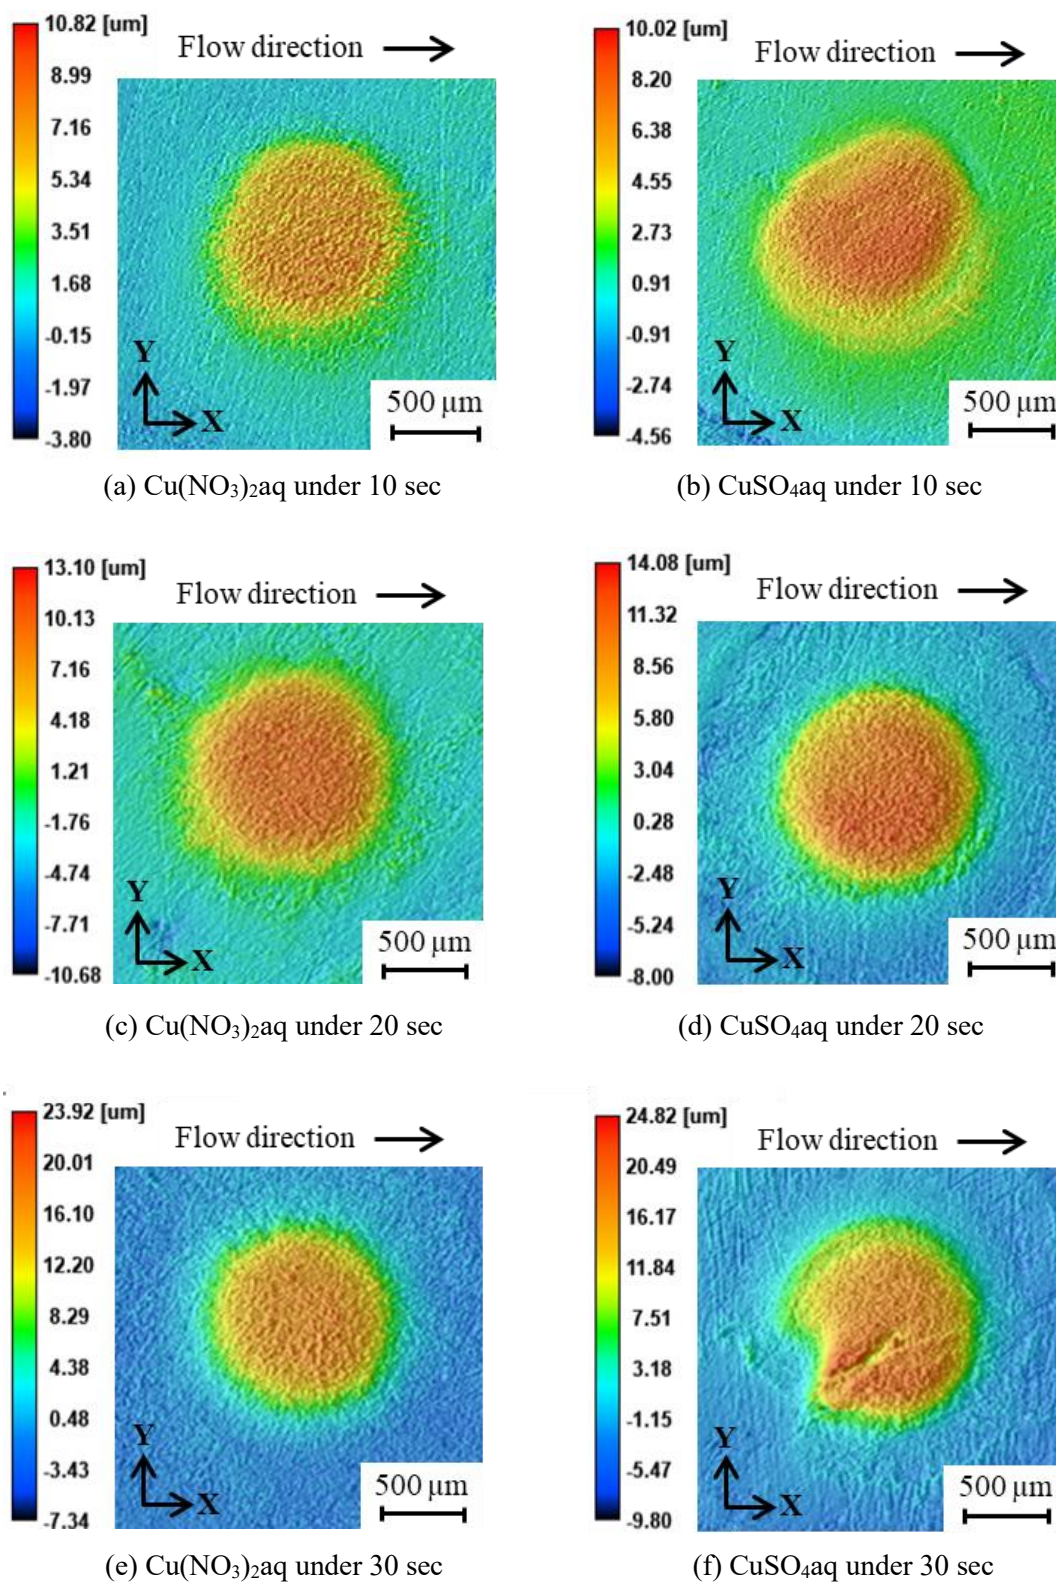 10.82 [um]
8.99
7.16
5.34
3.51
1.68
-0.15
-1.97
-3.80
Flow direction
Y
X
500 µm
(a) Cu(NO₃)₂aq under 10 sec
10.02 [um]
8.20
6.38
4.55
2.73
0.91
-0.91
-2.74
-4.56
Flow direction
Y
X
500 µm
(b) CuSO₄aq under 10 sec
13.10 [um]
10.13
7.16
4.18
1.21
-1.76
-4.74
-7.71
-10.68
Flow direction
Y
X
500 µm
(c) Cu(NO₃)₂aq under 20 sec
14.08 [um]
11.32
8.56
5.80
3.04
0.28
-2.48
-5.24
-8.00
Flow direction
Y
X
500 µm
(d) CuSO₄aq under 20 sec
23.92 [um]
20.01
16.10
12.20
8.29
4.38
0.48
-3.43
-7.34
Flow direction
Y
X
500 µm
(e) Cu(NO₃)₂aq under 30 sec
24.82 [um]
20.49
16.17
11.84
7.51
3.18
-1.15
-5.47
-9.80
Flow direction
Y
X
500 µm
(f) CuSO₄aq under 30 sec